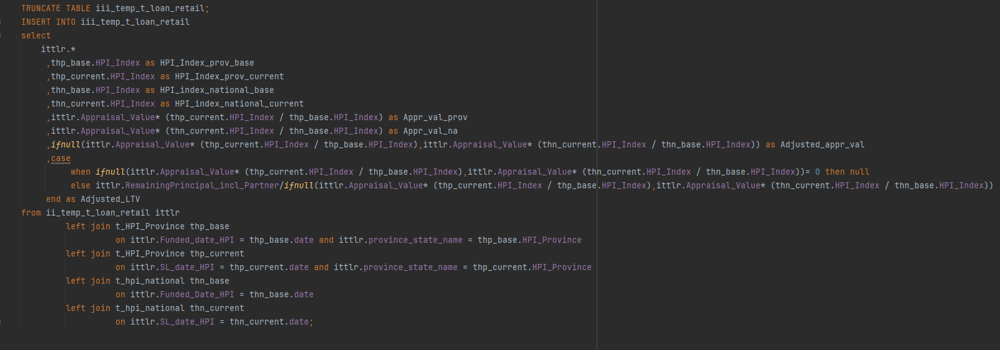 TRUNCATE TABLE iii_temp_t_loan_retail;
INSERT INTO iii_temp_t_loan_retail
select
ittlr.*
,thp_base.HPI_Index as HPI_Index_prov_base
,thp_current.HPI_Index as HPI_Index_prov_current
,thn_base.HPI_Index as HPI_index_national_base
,thn_current.HPI_Index as HPI_index_national_current
,ittlr.Appraisal_Value* (thp_current.HPI_Index / thp_base.HPI_Index) as Appr_val_prov
,ittlr.Appraisal_Value* (thn_current.HPI_Index / thn_base.HPI_Index) as Appr_val_na
,ifnull(ittlr.Appraisal_Value* (thp_current.HPI_Index / thp_base.HPI_Index),ittlr.Appraisal_Value* (thn_current.HPI_Index / thn_base.HPI_Index)) as Adjusted_appr_val
,case
when ifnull(ittlr.Appraisal_Value* (thp_current.HPI_Index / thp_base.HPI_Index),ittlr.Appraisal_Value* (thn_current.HPI_Index / thn_base.HPI_Index))= 0 then null
else ittlr.RemainingPrincipal_incl_Partner/ifnull(ittlr.Appraisal_Value* (thp_current.HPI_Index / thp_base.HPI_Index),ittlr.Appraisal_Value* (thn_current.HPI_Index / thn_base.HPI_Index))
end as Adjusted_LTV
from ii_temp_t_loan_retail ittlr
left join t_HPI_Province thp_base
on ittlr.Funded_date_HPI = thp_base.date and ittlr.province_state_name = thp_base.HPI_Province
left join t_HPI_Province thp_current
on ittlr.SL_date_HPI = thp_current.date and ittlr.province_state_name = thp_current.HPI_Province
left join t_hpi_national thn_base
on ittlr.Funded_Date_HPI = thn_base.date
left join t_hpi_national thn_current
on ittlr.SL_date_HPI = thn_current.date;